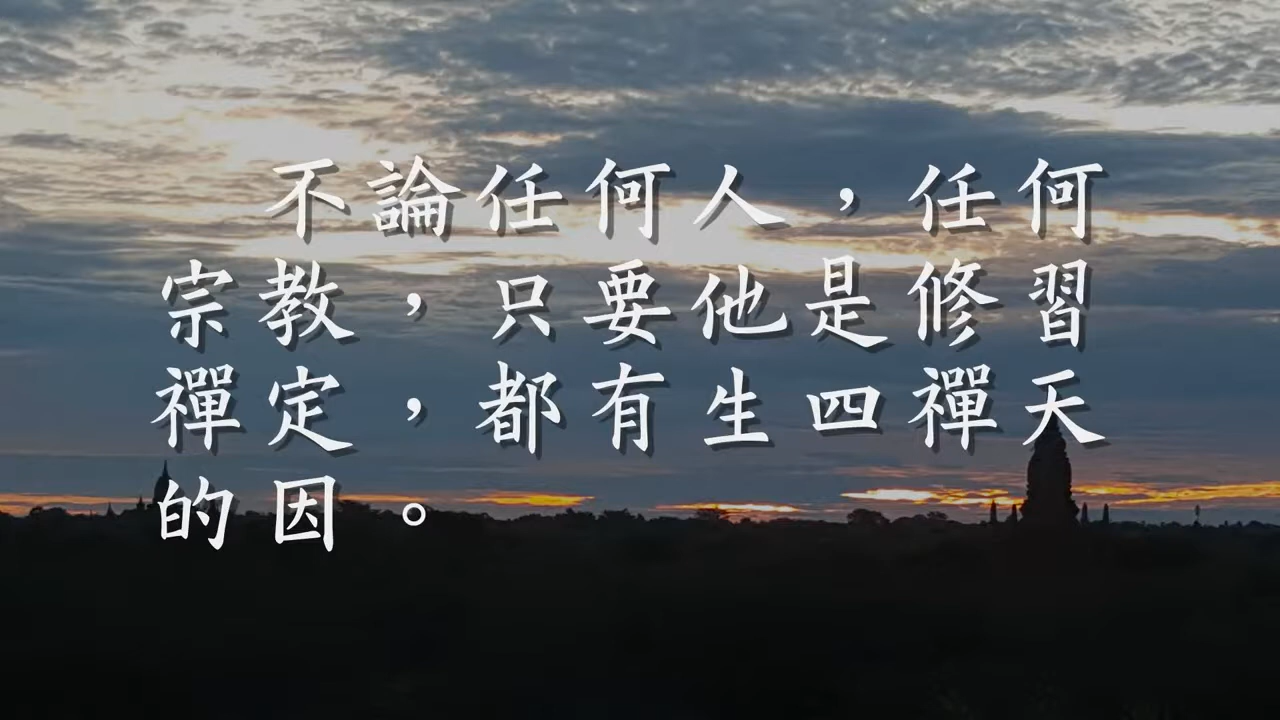 不論任何人，任何
宗教，只要他是修習
禪定，都有生四禪天
的因。